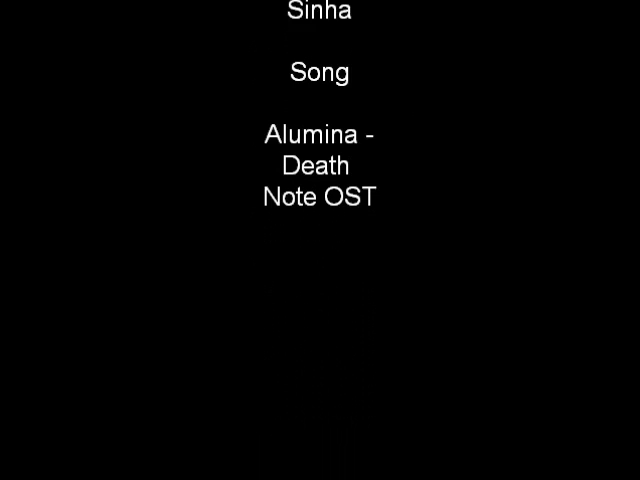 Sinha
Song
Alumina -
Death
Note OST